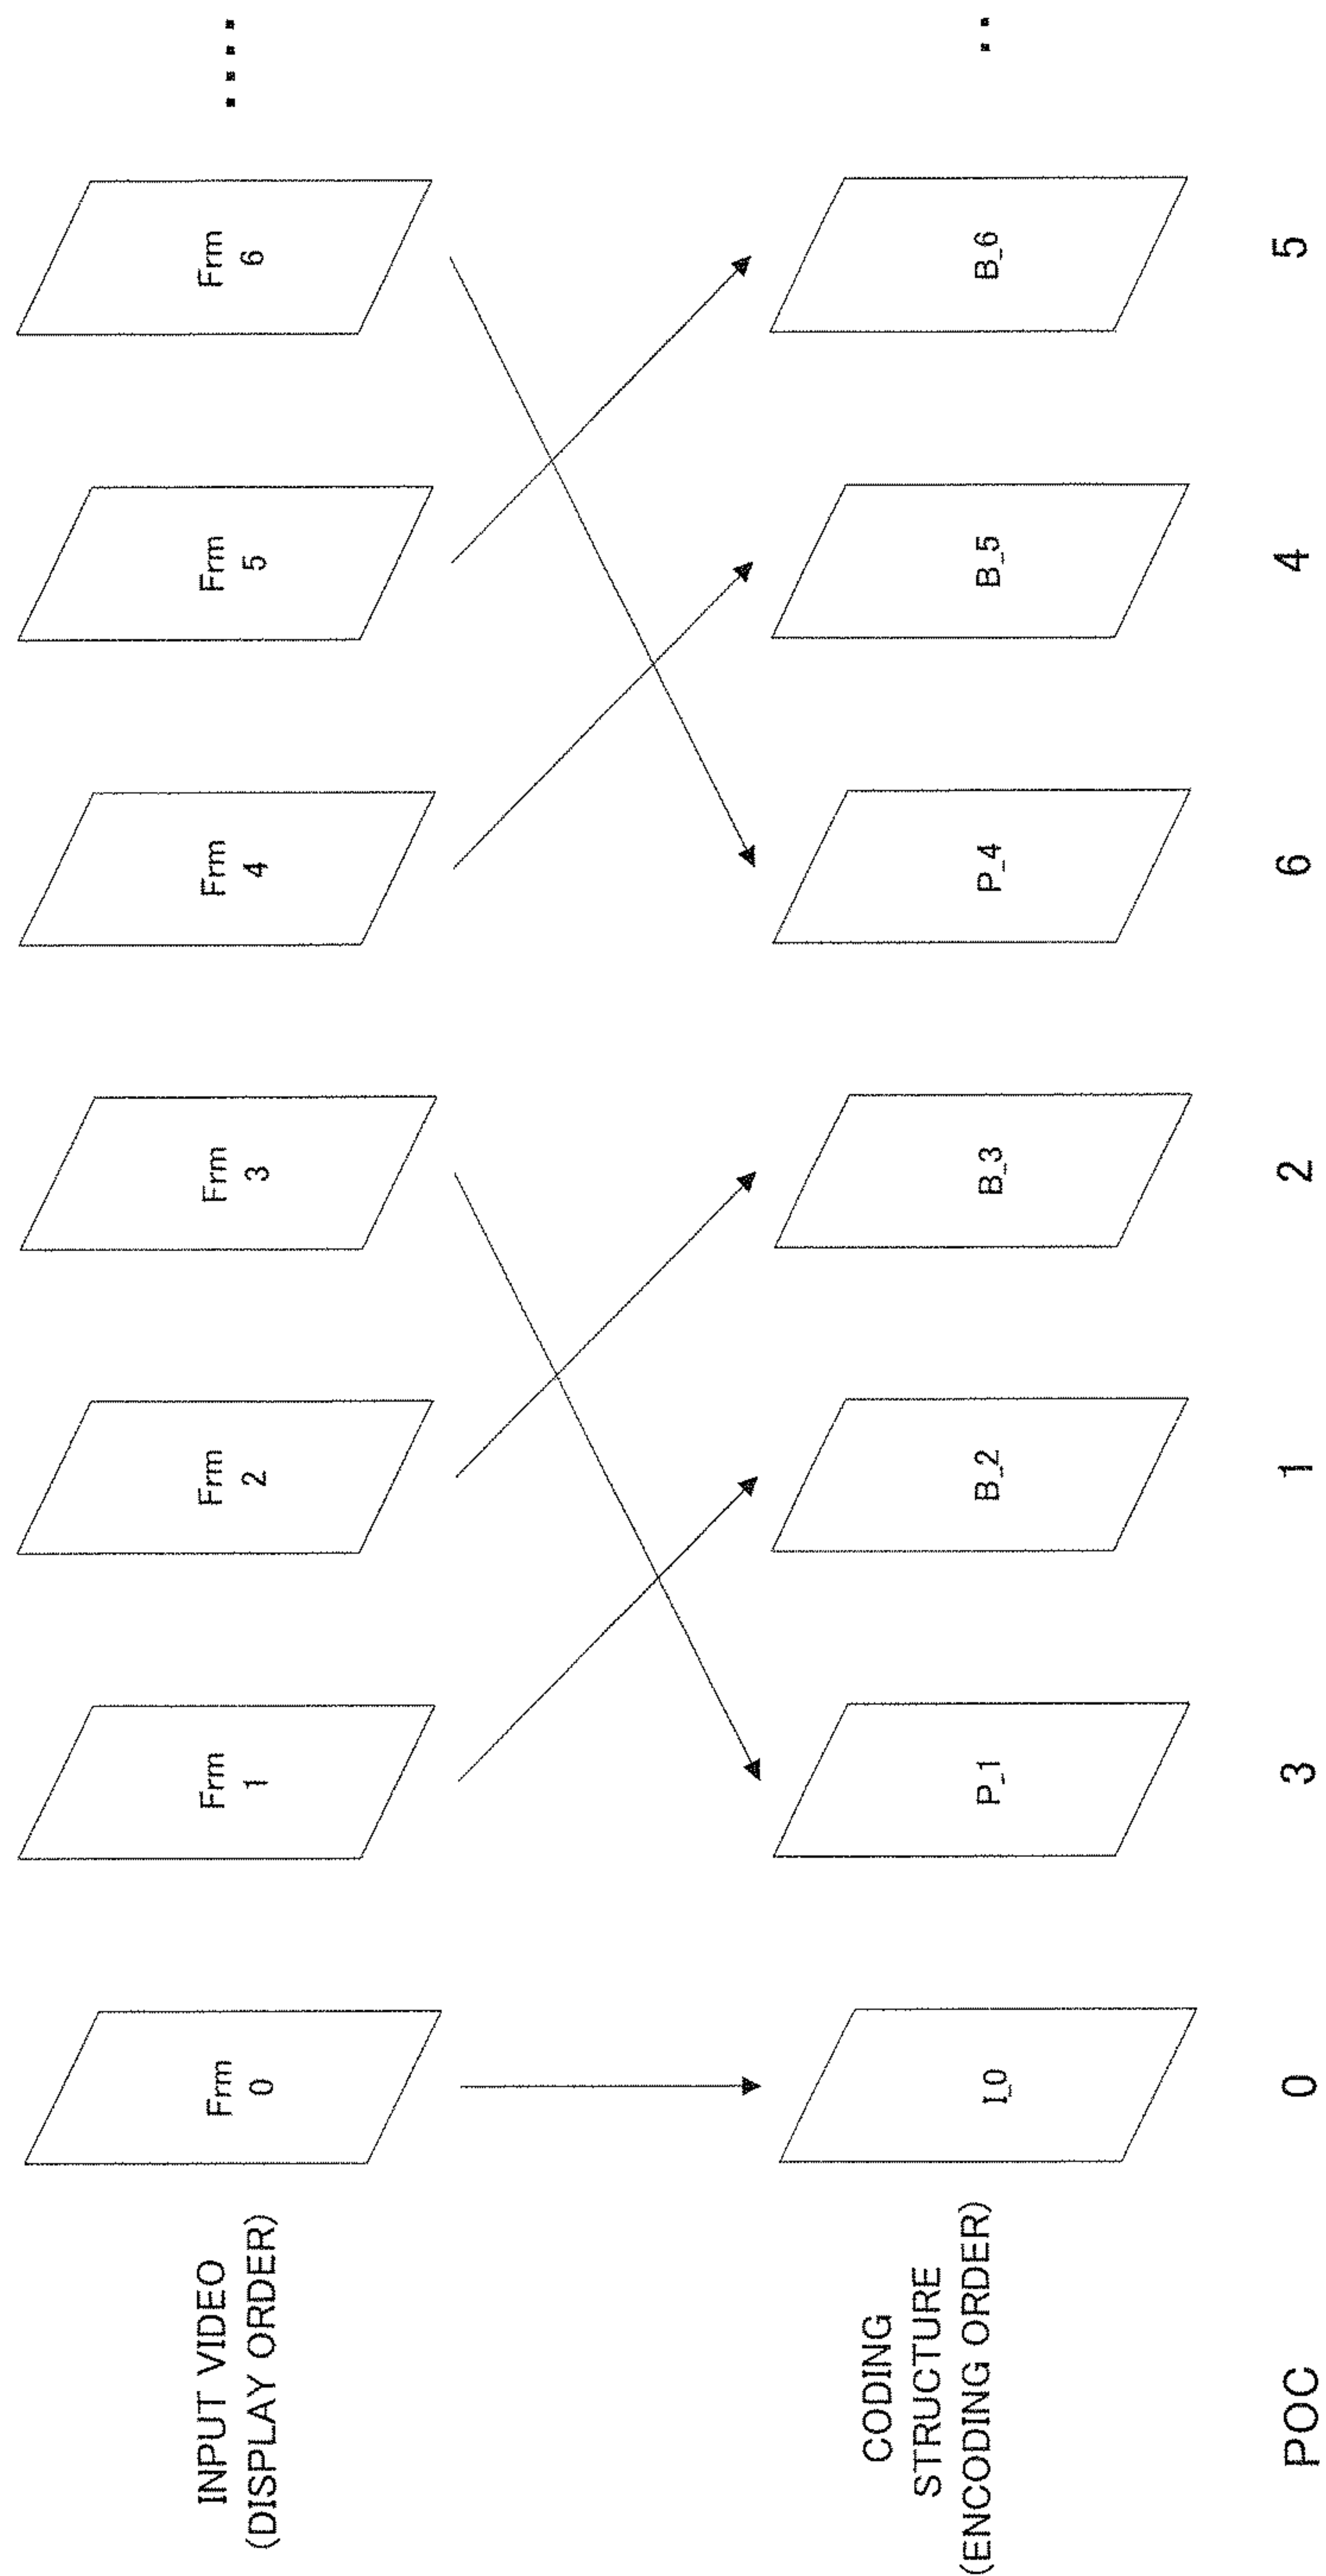 INPUT VIDEO
(DISPLAY ORDER)
Frm
0
Frm
1
Frm
2
Frm
3
Frm
4
Frm
5
Frm
6
CODING
STRUCTURE
(ENCODING ORDER)
I_0
P_1
B_2
B_3
P_4
B_5
B_6
POC 0 3 1 2 6 4 5